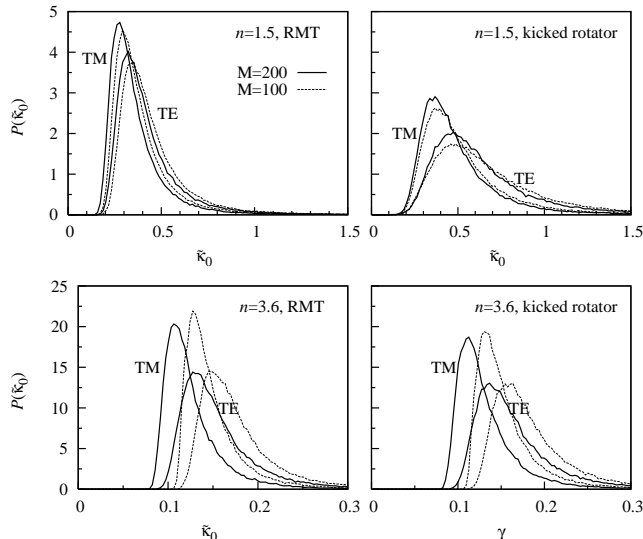 n=1.5, RMT
TM
M=200
M=100
TE
P(κ̃₀)
5
4
3
2
1
0
0
0.5
1
1.5
κ̃₀
n=1.5, kicked rotator
TM
TE
0
0.5
1
1.5
κ̃₀
n=3.6, RMT
TM
TE
P(κ̃₀)
25
20
15
10
5
0
0
0.1
0.2
0.3
κ̃₀
n=3.6, kicked rotator
TM
TE
0
0.1
0.2
0.3
γ